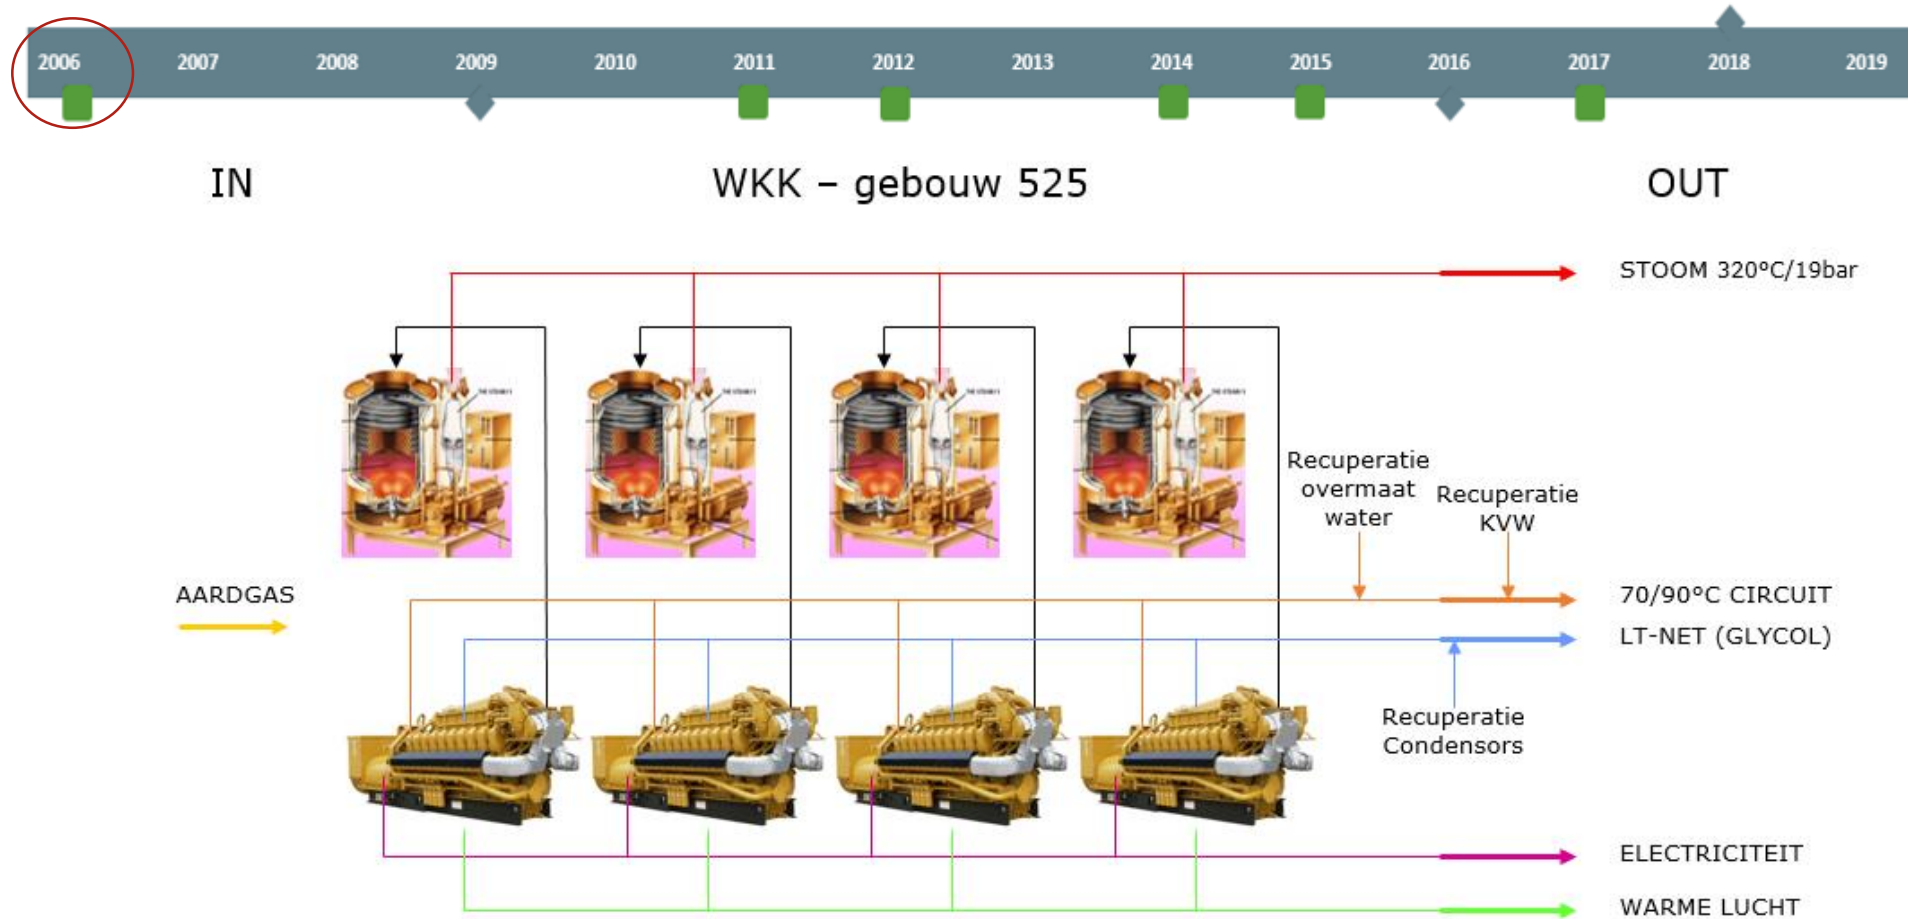 2006 2007 2008 2009 2010 2011 2012 2013 2014 2015 2016 2017 2018 2019
IN WKK – gebouw 525 OUT
STOOM 320°C/19bar
Recuperatie
overmaat
water
Recuperatie
KVW
AARDGAS
70/90°C CIRCUIT
LT-NET (GLYCOL)
Recuperatie
Condensors
ELECTRICITEIT
WARME LUCHT